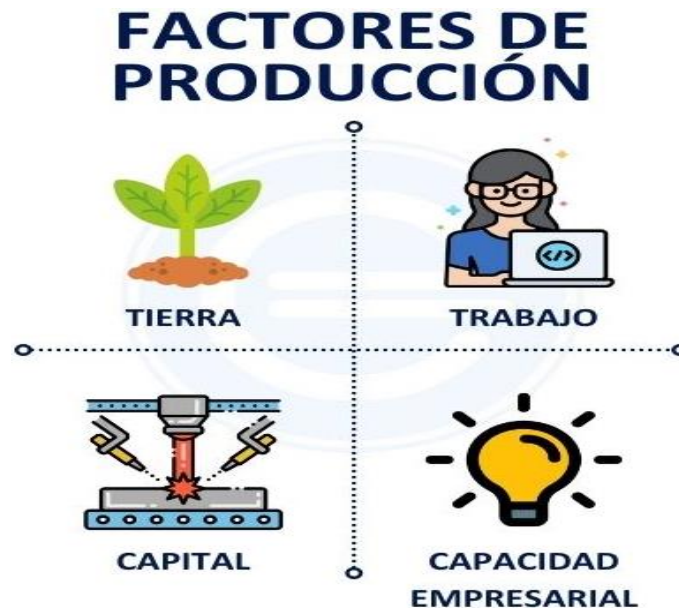 FACTORES DE
PRODUCCIÓN
TIERRA
TRABAJO
</>
CAPITAL
CAPACIDAD
EMPRESARIAL